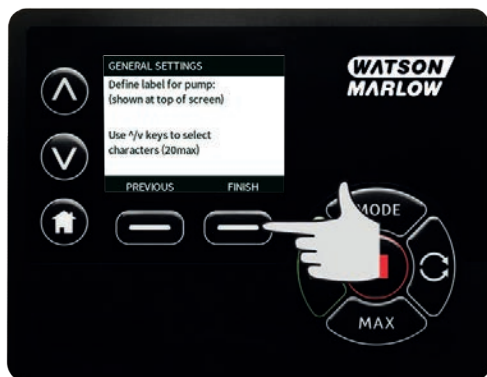 GENERAL SETTINGS
Define label for pump:
(shown at top of screen)
Use ^/v keys to select
characters (20max)
PREVIOUS FINISH
WATSON
MARLOW
MODE
MAX